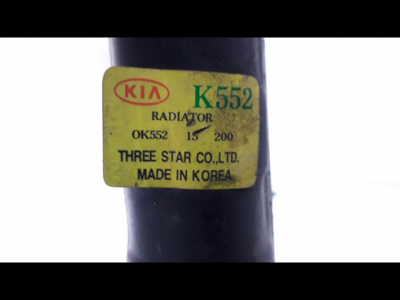 KIA K552
RADIATOR
OK552 15 200
THREE STAR CO.,LTD.
MADE IN KOREA